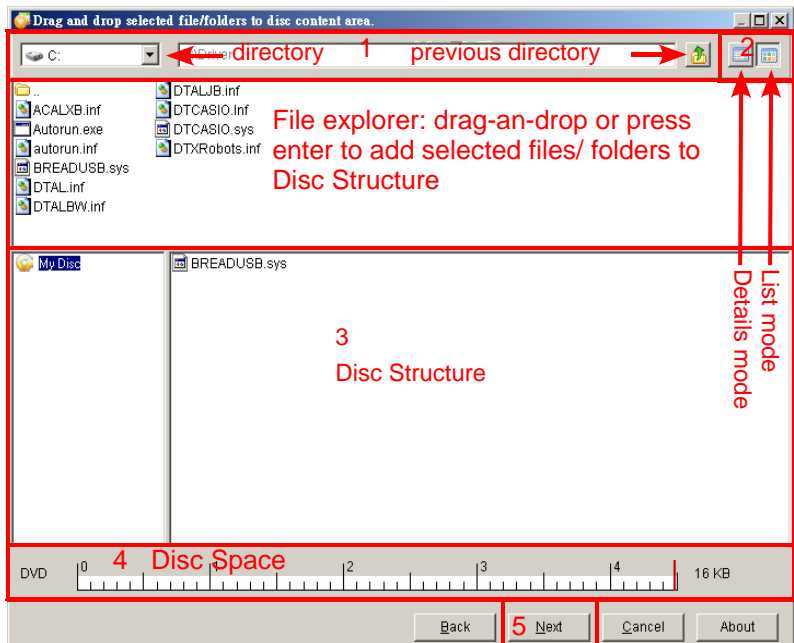 Drag and drop selected file/folders to disc content area.
C:
directory
1
previous directory
2
..
ACALXB.inf
Autorun.exe
autorun.inf
BREADUSB.sys
DTAL.inf
DTALBW.inf
DTALJB.inf
DTCASIO.inf
DTCASIO.sys
DTXRobots.inf
File explorer: drag-an-drop or press
enter to add selected files/ folders to
Disc Structure
My Disc
BREADUSB.sys
3
Disc Structure
Details mode
List mode
4 Disc Space
DVD
0 1 2 3 4
16 KB
Back
5
Next
Cancel
About